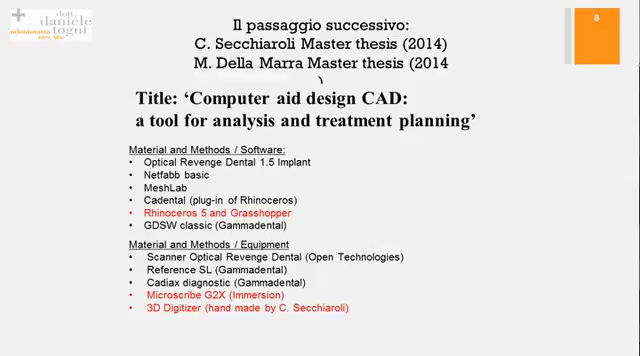 dott.
daniele
togni
odontoiatra
8
Il passaggio successivo:
C. Secchiaroli Master thesis (2014)
M. Della Marra Master thesis (2014
)
Title: ‘Computer aid design CAD:
a tool for analysis and treatment planning’
Material and Methods / Software:
• Optical Revenge Dental 1.5 Implant
• Netfabb basic
• MeshLab
• Cadental (plug-in of Rhinoceros)
• Rhinoceros 5 and Grasshopper
• GDSW classic (Gammadental)
Material and Methods / Equipment
• Scanner Optical Revenge Dental (Open Technologies)
• Reference SL (Gammadental)
• Cadiax diagnostic (Gammadental)
• Microscribe G2X (Immersion)
• 3D Digitizer (hand made by C. Secchiaroli)